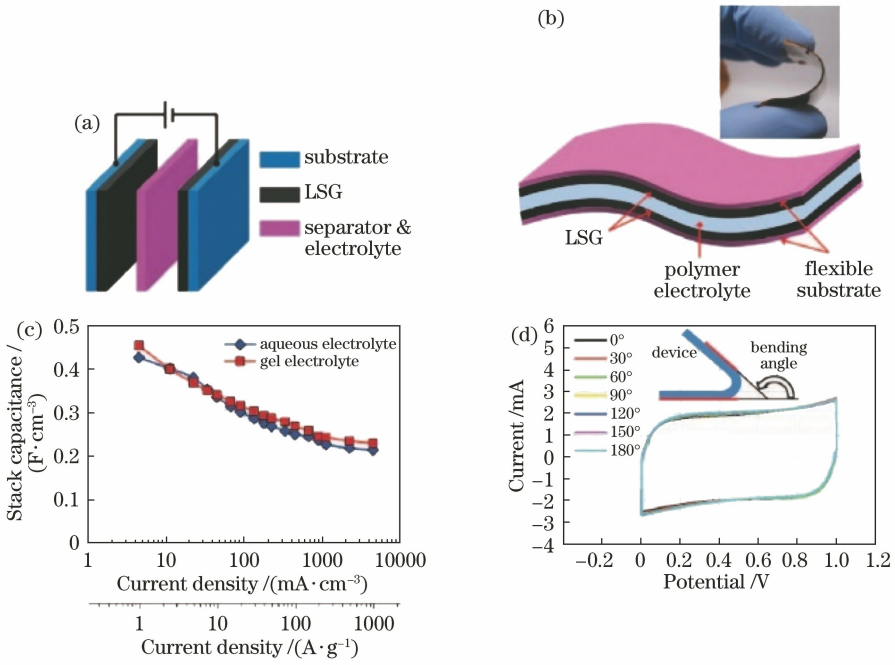 (a)
substrate
LSG
separator &
electrolyte
(b)
LSG
polymer
electrolyte
flexible
substrate
(c)
Stack capacitance /
(F·cm⁻³)
0.5
0.4
0.3
0.2
0.1
0
aqueous electrolyte
gel electrolyte
1 10 100 1000 10000
Current density /(mA·cm⁻³)
1 10 100 1000
Current density /(A·g⁻¹)
(d)
Current /mA
6
5
4
3
2
1
0
−1
−2
−3
−4
0°
30°
60°
90°
120°
150°
180°
device
bending
angle
−0.2 0 0.2 0.4 0.6 0.8 1.0 1.2
Potential /V